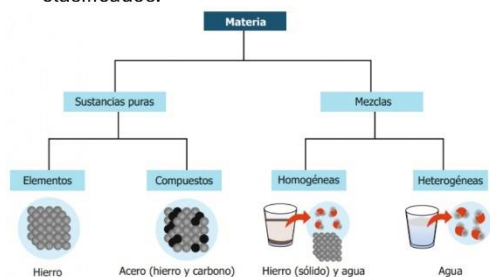 Materia
Sustancias puras
Mezclas
Elementos
Compuestos
Homogéneas
Heterogéneas
Hierro
Acero (hierro y carbono)
Hierro (sólido) y agua
Agua